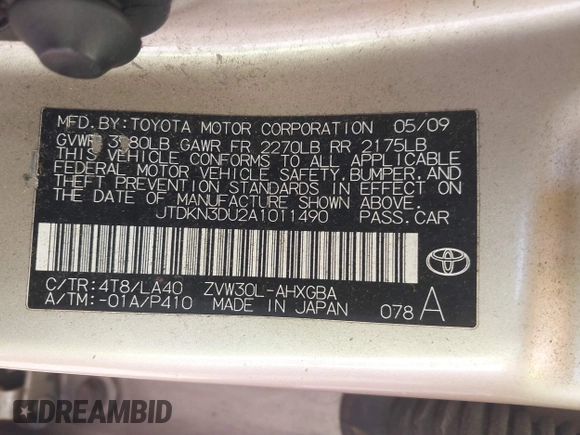 MFD.BY:TOYOTA MOTOR CORPORATION 05/09
GAWR FR 2270LB RR 2175LB
THIS VEHICLE CONFORMS TO ALL APPLICABLE
FEDERAL MOTOR VEHICLE SAFETY,BUMPER,AND
THEFT PREVENTION STANDARDS IN EFFECT ON
THE DATE OF MANUFACTURE SHOWN ABOVE.
JTDKN3DU2A1011490 PASS.CAR
C/TR:4T8/LA40 ZVW30L-AHXGBA
A/TM:-01A/P410 MADE IN JAPAN 078 A
DREAMBID